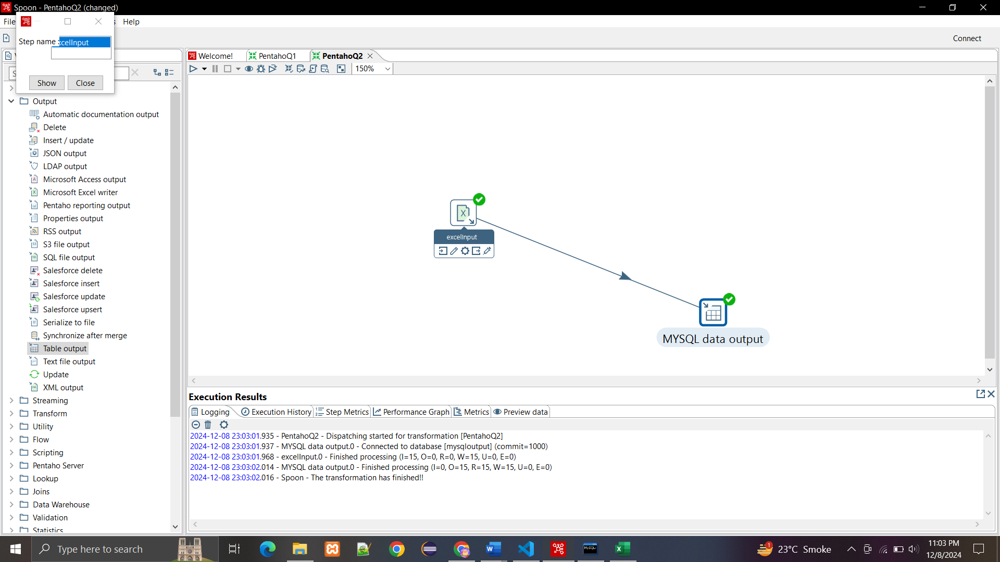 Spoon - PentahoQ2 (changed)
File
Help
Step name :
xcelInput
Show
Close
Connect
Welcome!
PentahoQ1
PentahoQ2
150%
Output
Automatic documentation output
Delete
Insert / update
JSON output
LDAP output
Microsoft Access output
Microsoft Excel writer
Pentaho reporting output
Properties output
RSS output
S3 file output
SQL file output
Salesforce delete
Salesforce insert
Salesforce update
Salesforce upsert
Serialize to file
Synchronize after merge
Table output
Text file output
Update
XML output
Streaming
Transform
Utility
Flow
Scripting
Pentaho Server
Lookup
Joins
Data Warehouse
Validation
Statistics
excelInput
MYSQL data output
Execution Results
Logging
Execution History
Step Metrics
Performance Graph
Metrics
Preview data
2024-12-08 23:03:01.935 - PentahoQ2 - Dispatching started for transformation [PentahoQ2]
2024-12-08 23:03:01.937 - MYSQL data output.0 - Connected to database [mysqloutput] (commit=1000)
2024-12-08 23:03:01.968 - excelInput.0 - Finished processing (I=15, O=0, R=0, W=15, U=0, E=0)
2024-12-08 23:03:02.014 - MYSQL data output.0 - Finished processing (I=0, O=15, R=15, W=15, U=0, E=0)
2024-12-08 23:03:02.016 - Spoon - The transformation has finished!!
Type here to search
23°C Smoke
11:03 PM
12/8/2024